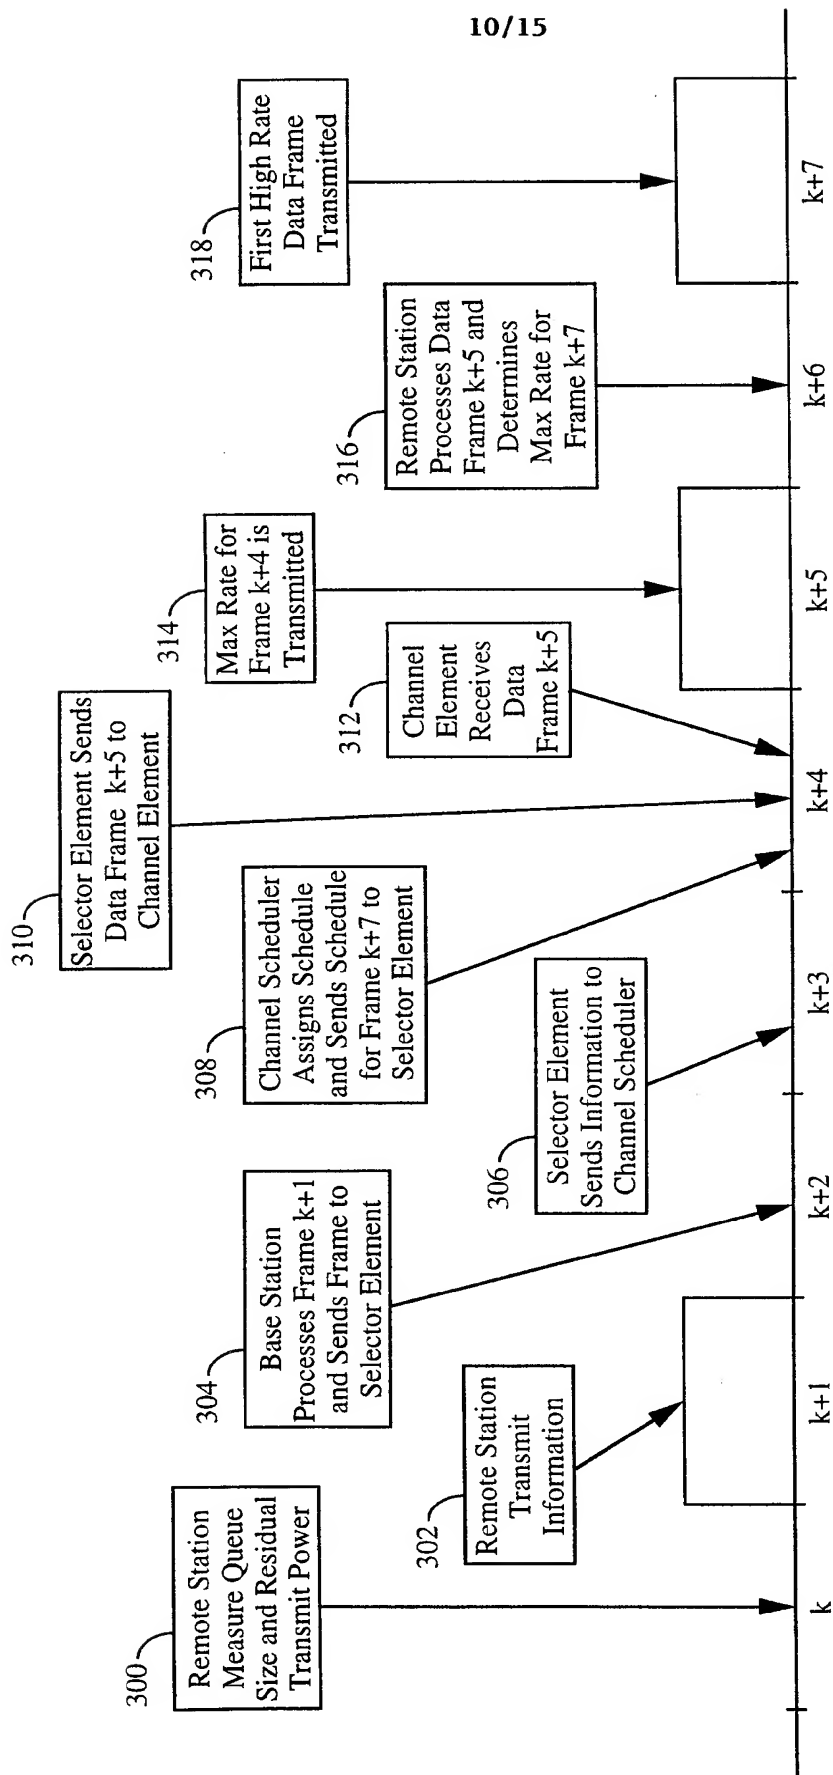 10/15
300
Remote Station
Measure Queue
Size and Residual
Transmit Power
302
Remote Station
Transmit
Information
304
Base Station
Processes Frame k+1
and Sends Frame to
Selector Element
306
Selector Element
Sends Information to
Channel Scheduler
308
Channel Scheduler
Assigns Schedule
and Sends Schedule
for Frame k+7 to
Selector Element
310
Selector Element Sends
Data Frame k+5 to
Channel Element
312
Channel
Element
Receives
Data
Frame k+5
314
Max Rate for
Frame k+4 is
Transmitted
316
Remote Station
Processes Data
Frame k+5 and
Determines
Max Rate for
Frame k+7
318
First High Rate
Data Frame
Transmitted
k
k+1
k+2
k+3
k+4
k+5
k+6
k+7